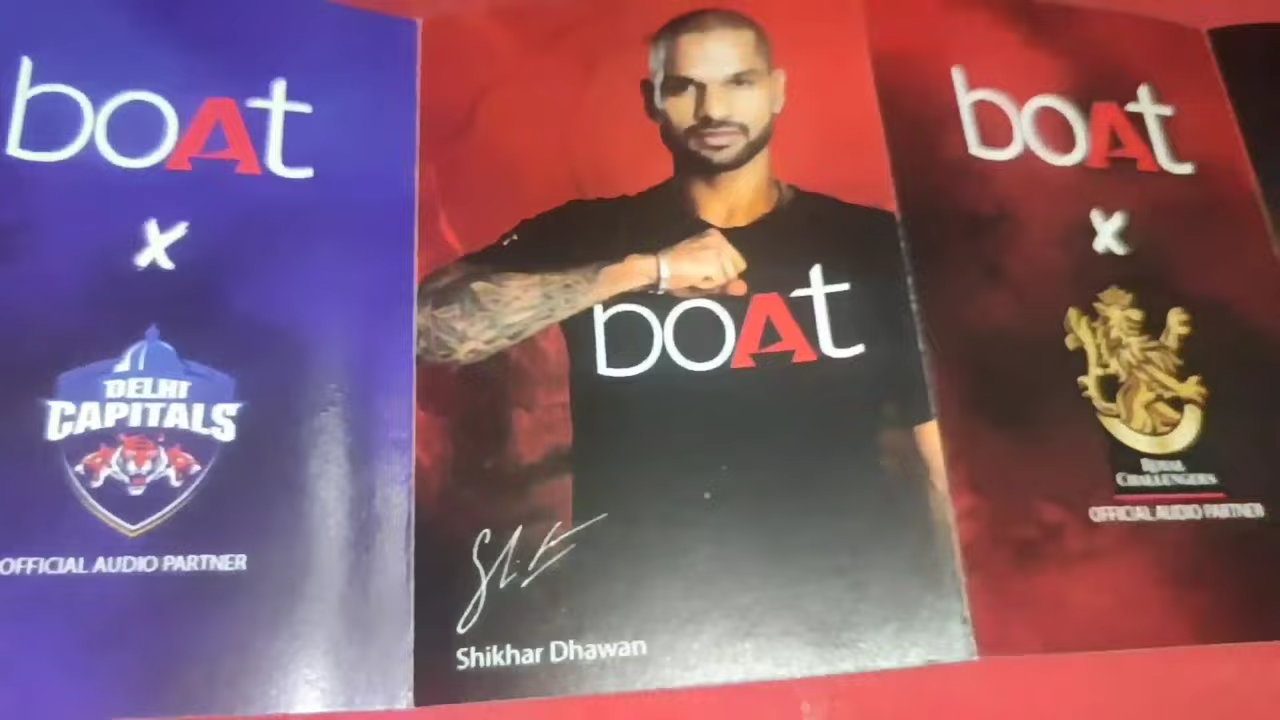 boAt
X
DELHI
CAPITALS
OFFICIAL AUDIO PARTNER
boAt
Shikhar Dhawan
boAt
X
ROYAL
CHALLENGERS
OFFICIAL AUDIO PARTNER